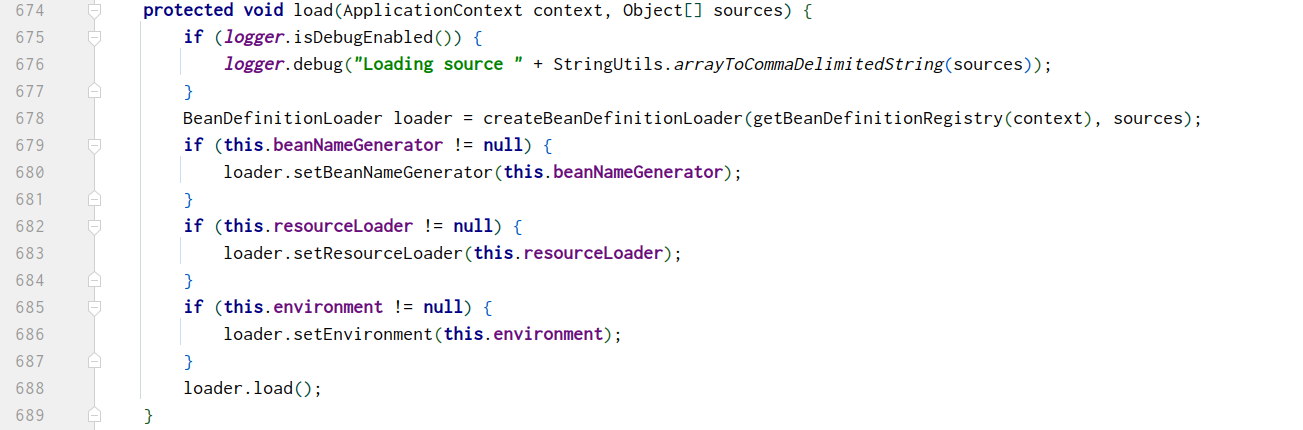 674 protected void load(ApplicationContext context, Object[] sources) {
675 if (logger.isDebugEnabled()) {
676 logger.debug("Loading source " + StringUtils.arrayToCommaDelimitedString(sources));
677 }
678 BeanDefinitionLoader loader = createBeanDefinitionLoader(getBeanDefinitionRegistry(context), sources);
679 if (this.beanNameGenerator != null) {
680 loader.setBeanNameGenerator(this.beanNameGenerator);
681 }
682 if (this.resourceLoader != null) {
683 loader.setResourceLoader(this.resourceLoader);
684 }
685 if (this.environment != null) {
686 loader.setEnvironment(this.environment);
687 }
688 loader.load();
689 }